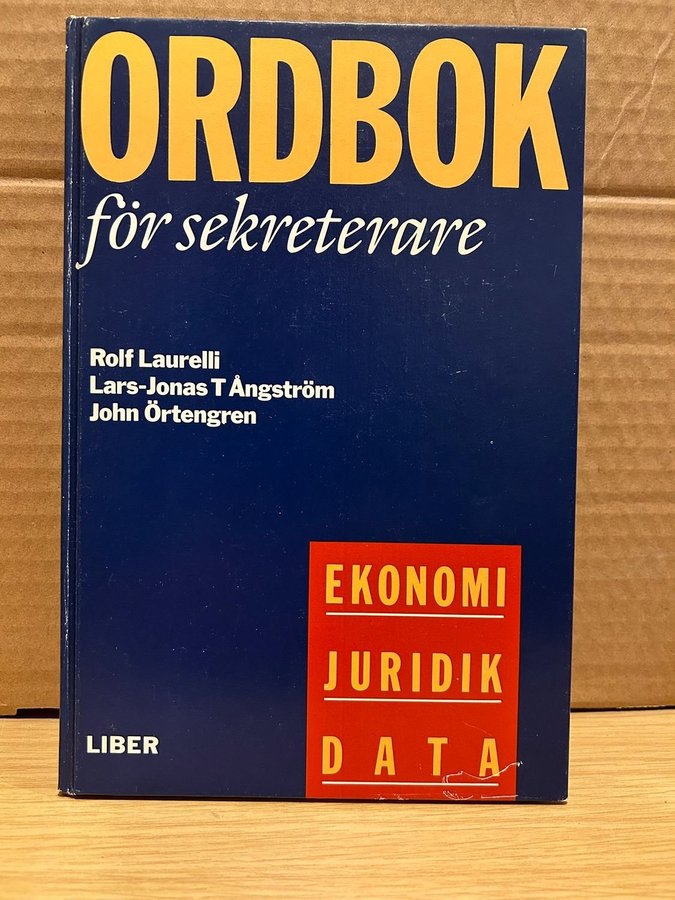 ORDBOK
för sekreterare
Rolf Laurelli
Lars-Jonas T Ångström
John Örtengren
EKONOMI
JURIDIK
DATA
LIBER